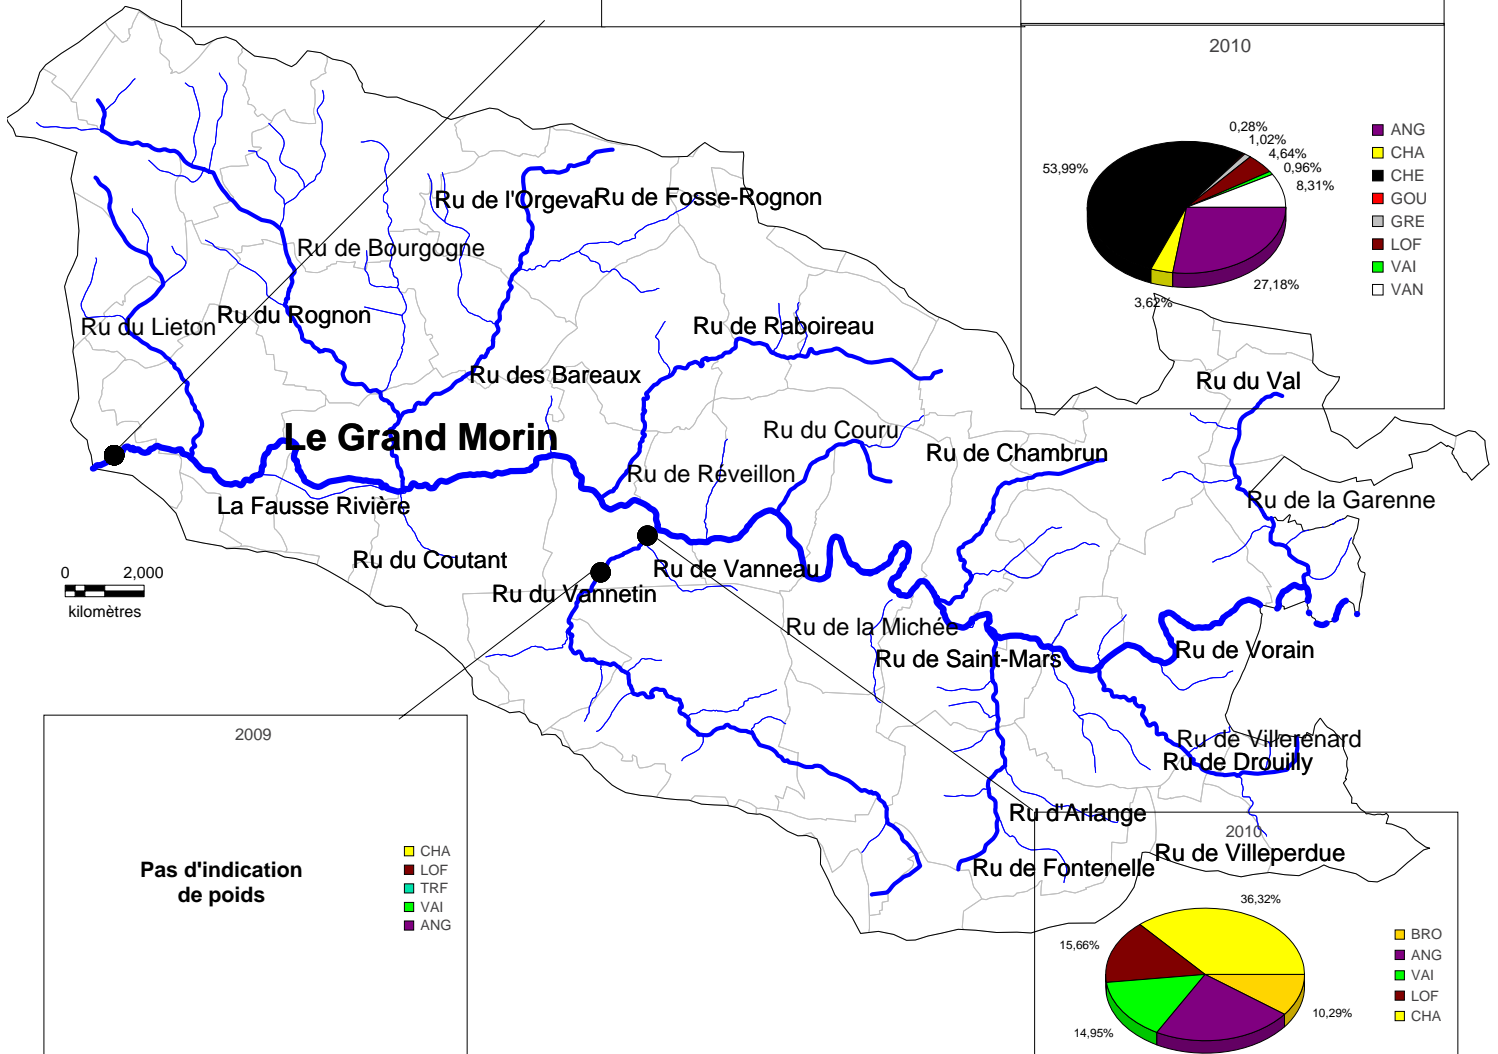 2010
0,28%
1,02%
4,64%
0,96%
8,31%
53,99%
3,62%
27,18%
ANG
CHA
CHE
GOU
GRE
LOF
VAI
VAN
Ru de l'Orgeval
Ru de Fosse-Rognon
Ru de Bourgogne
Ru du Lieton
Ru du Rognon
Ru de Raboireau
Ru des Bareaux
Ru du Val
Le Grand Morin
Ru du Couru
Ru de Chambrun
Ru de Réveillon
Ru de la Garenne
La Fausse Rivière
Ru du Coutant
Ru de Vanneau
Ru du Vannetin
0 2,000
kilomètres
Ru de la Michée
Ru de Saint-Mars
Ru de Vorain
Ru de Villerenard
Ru de Drouilly
Ru d'Arlange
Ru de Villeperdue
Ru de Fontenelle
2009
Pas d'indication
de poids
CHA
LOF
TRF
VAI
ANG
2010
36,32%
15,66%
14,95%
10,29%
BRO
ANG
VAI
LOF
CHA